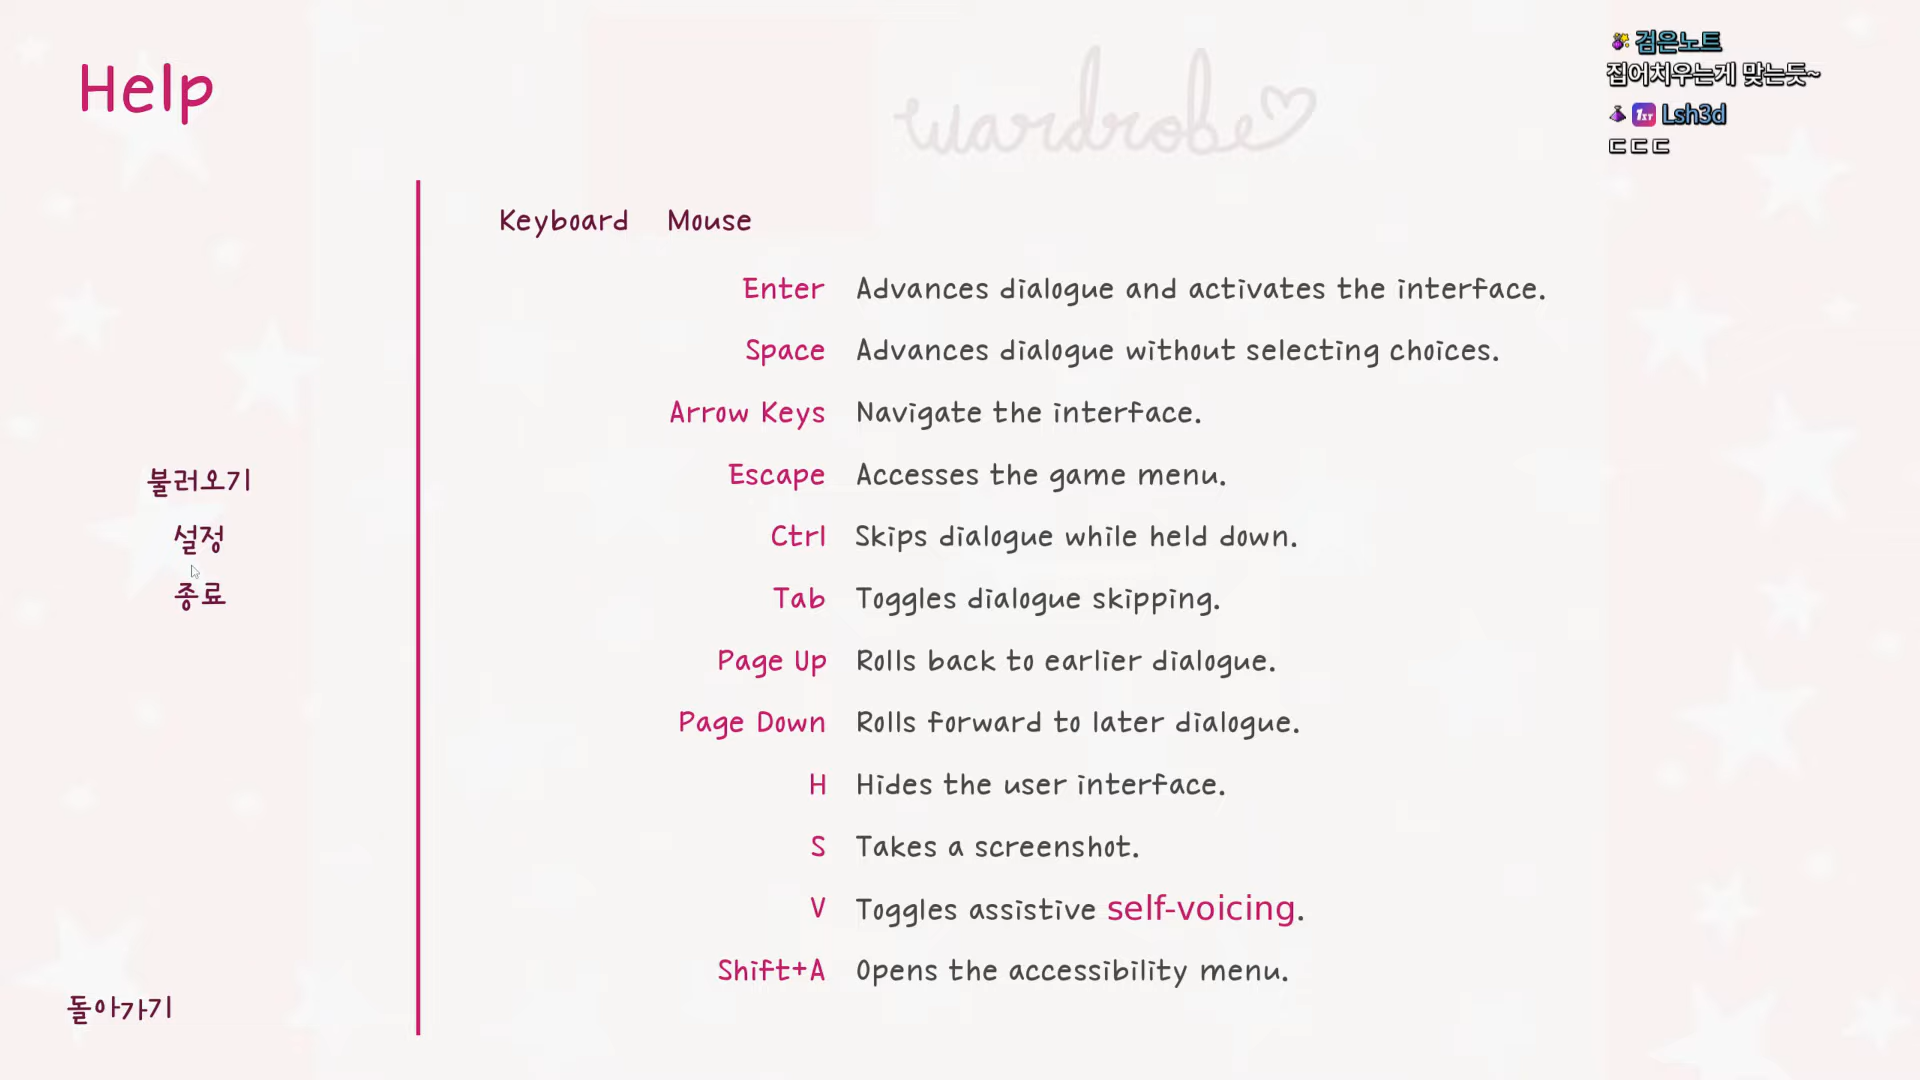 Help
wardrobe
검은노트
집어치우는게 맞는듯~
1ST Lsh3d
ㄷㄷㄷ
Keyboard Mouse
Enter Advances dialogue and activates the interface.
Space Advances dialogue without selecting choices.
Arrow Keys Navigate the interface.
Escape Accesses the game menu.
Ctrl Skips dialogue while held down.
Tab Toggles dialogue skipping.
Page Up Rolls back to earlier dialogue.
Page Down Rolls forward to later dialogue.
H Hides the user interface.
S Takes a screenshot.
V Toggles assistive self-voicing.
Shift+A Opens the accessibility menu.
불러오기
설정
종료
돌아가기